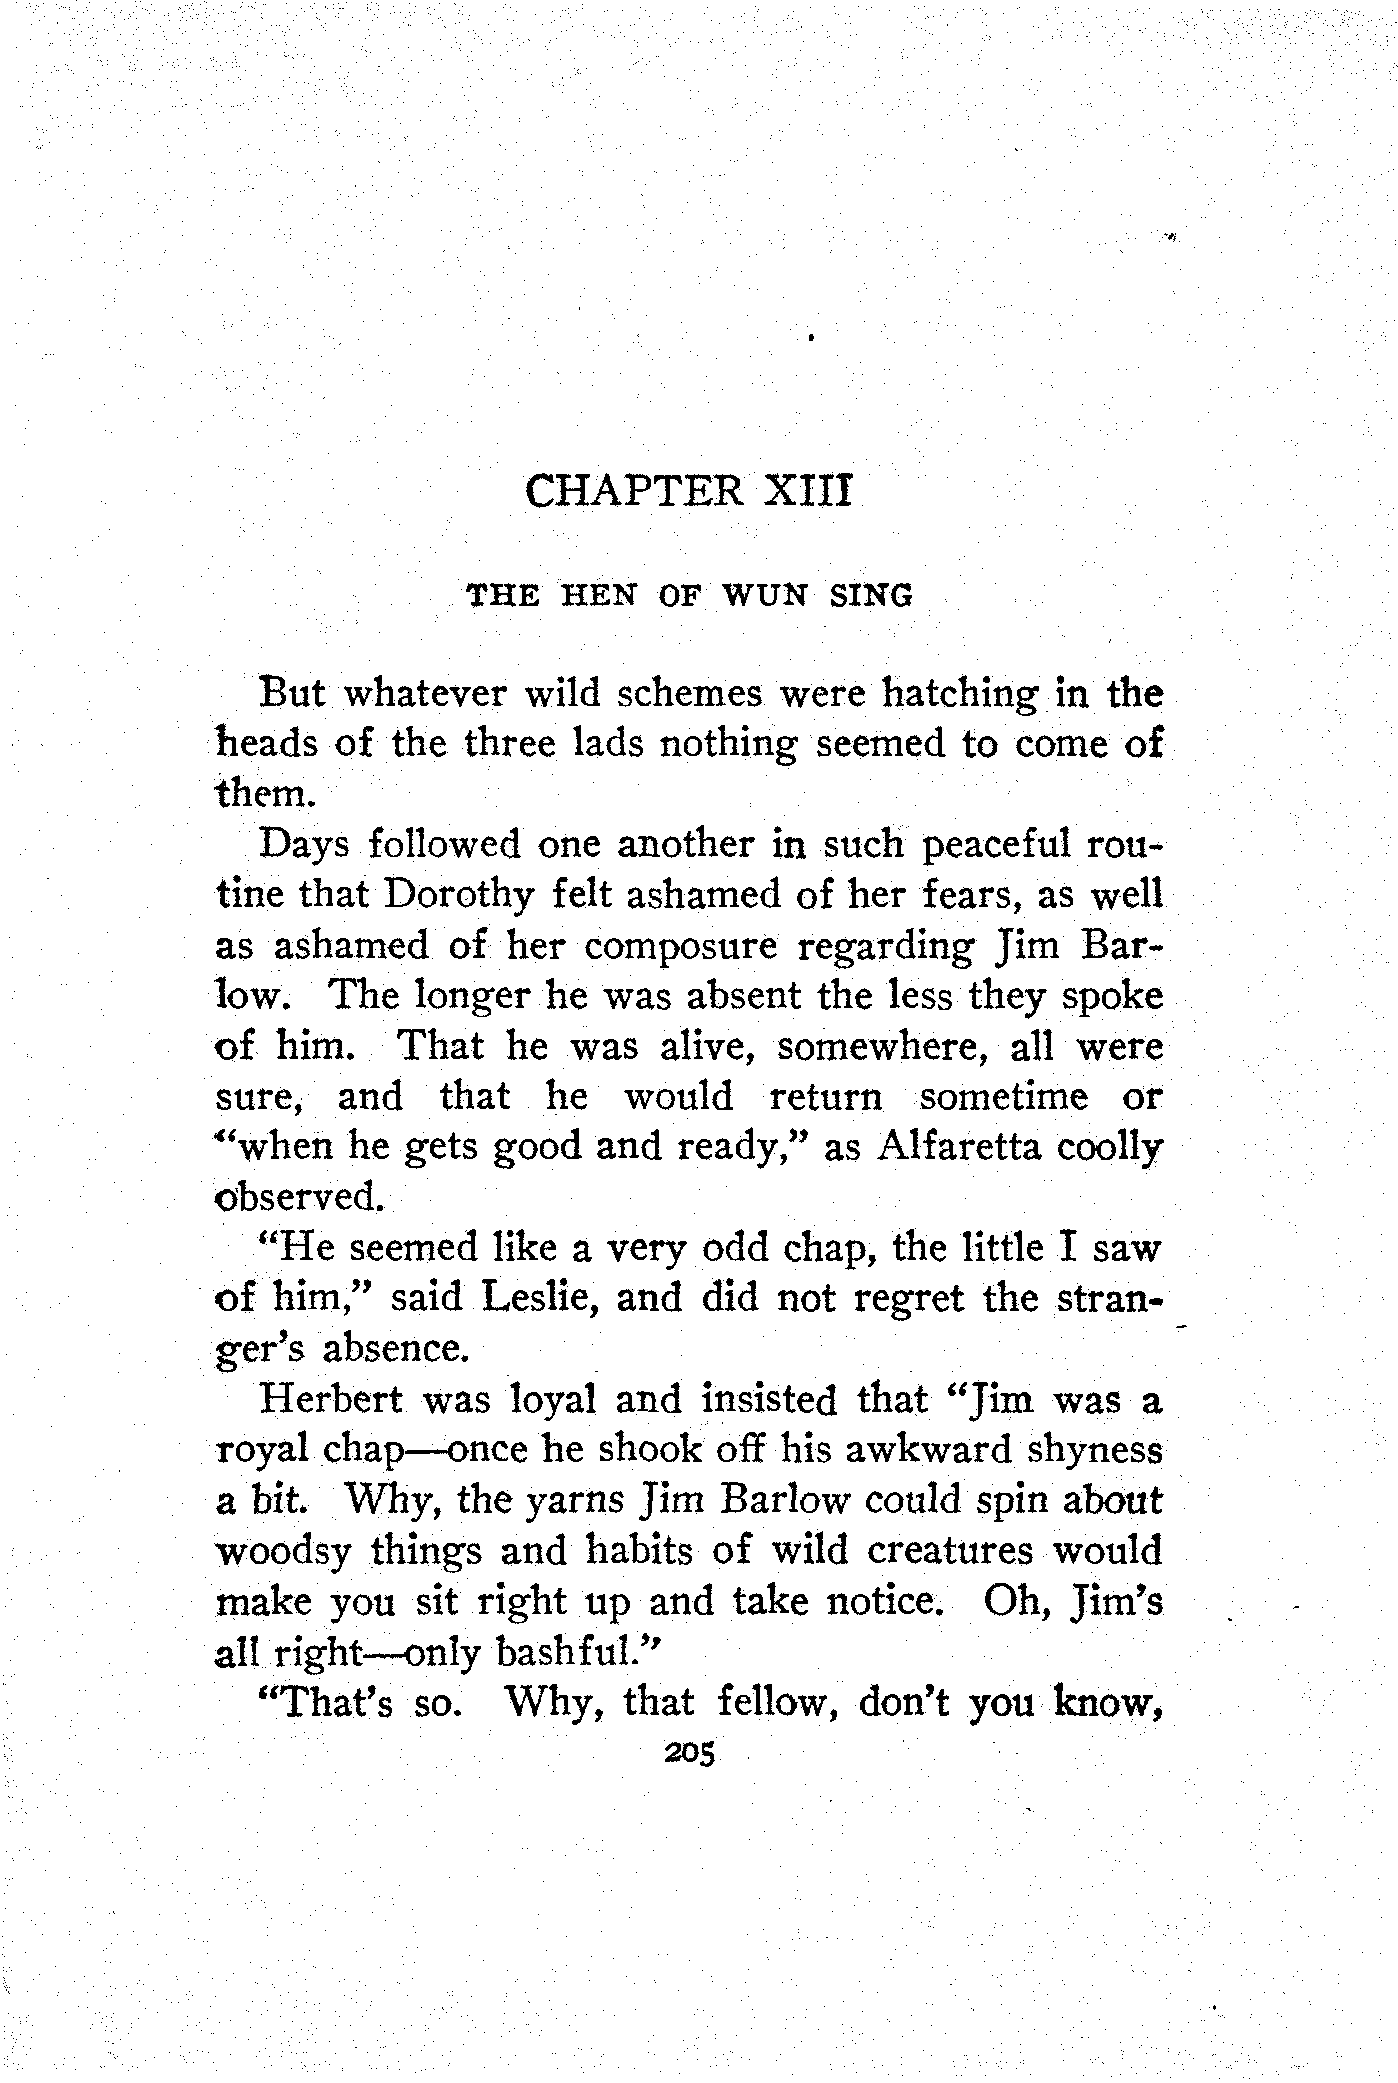 CHAPTER XIII
THE HEN OF WUN SING
But whatever wild schemes were hatching in the
heads of the three lads nothing seemed to come of
them.
Days followed one another in such peaceful rou-
tine that Dorothy felt ashamed of her fears, as well
as ashamed of her composure regarding Jim Bar-
low. The longer he was absent the less they spoke
of him. That he was alive, somewhere, all were
sure, and that he would return sometime or
“when he gets good and ready,” as Alfaretta coolly
observed.
“He seemed like a very odd chap, the little I saw
of him,” said Leslie, and did not regret the stran-
ger’s absence.
Herbert was loyal and insisted that “Jim was a
royal chap—once he shook off his awkward shyness
a bit. Why, the yarns Jim Barlow could spin about
woodsy things and habits of wild creatures would
make you sit right up and take notice. Oh, Jim’s
all right—only bashful.”
“That’s so. Why, that fellow, don’t you know,
205